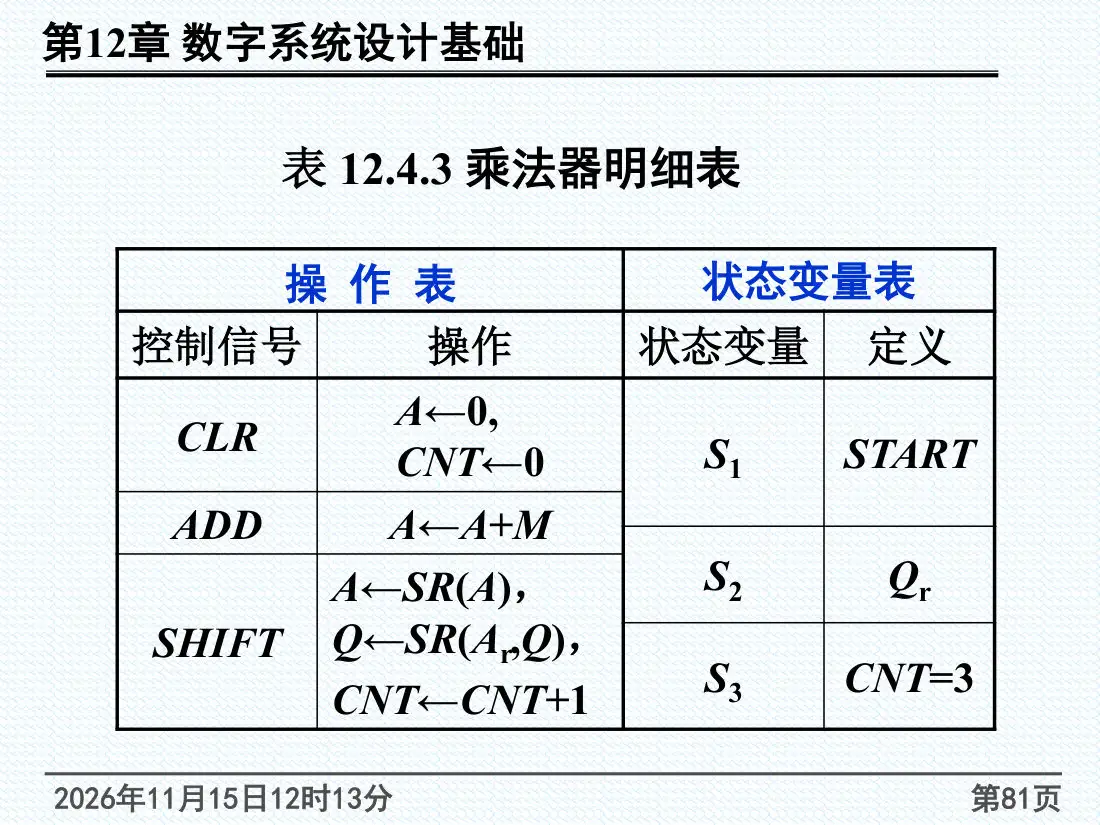 第12章 数字系统设计基础
表 12.4.3 乘法器明细表
操 作 表
状态变量表
控制信号
操作
状态变量
定义
CLR
A←0,
CNT←0
S1
START
ADD
A←A+M
S2
Qr
SHIFT
A←SR(A),
Q←SR(Ar,Q),
CNT←CNT+1
S3
CNT=3
2026年11月15日12时13分
第81页